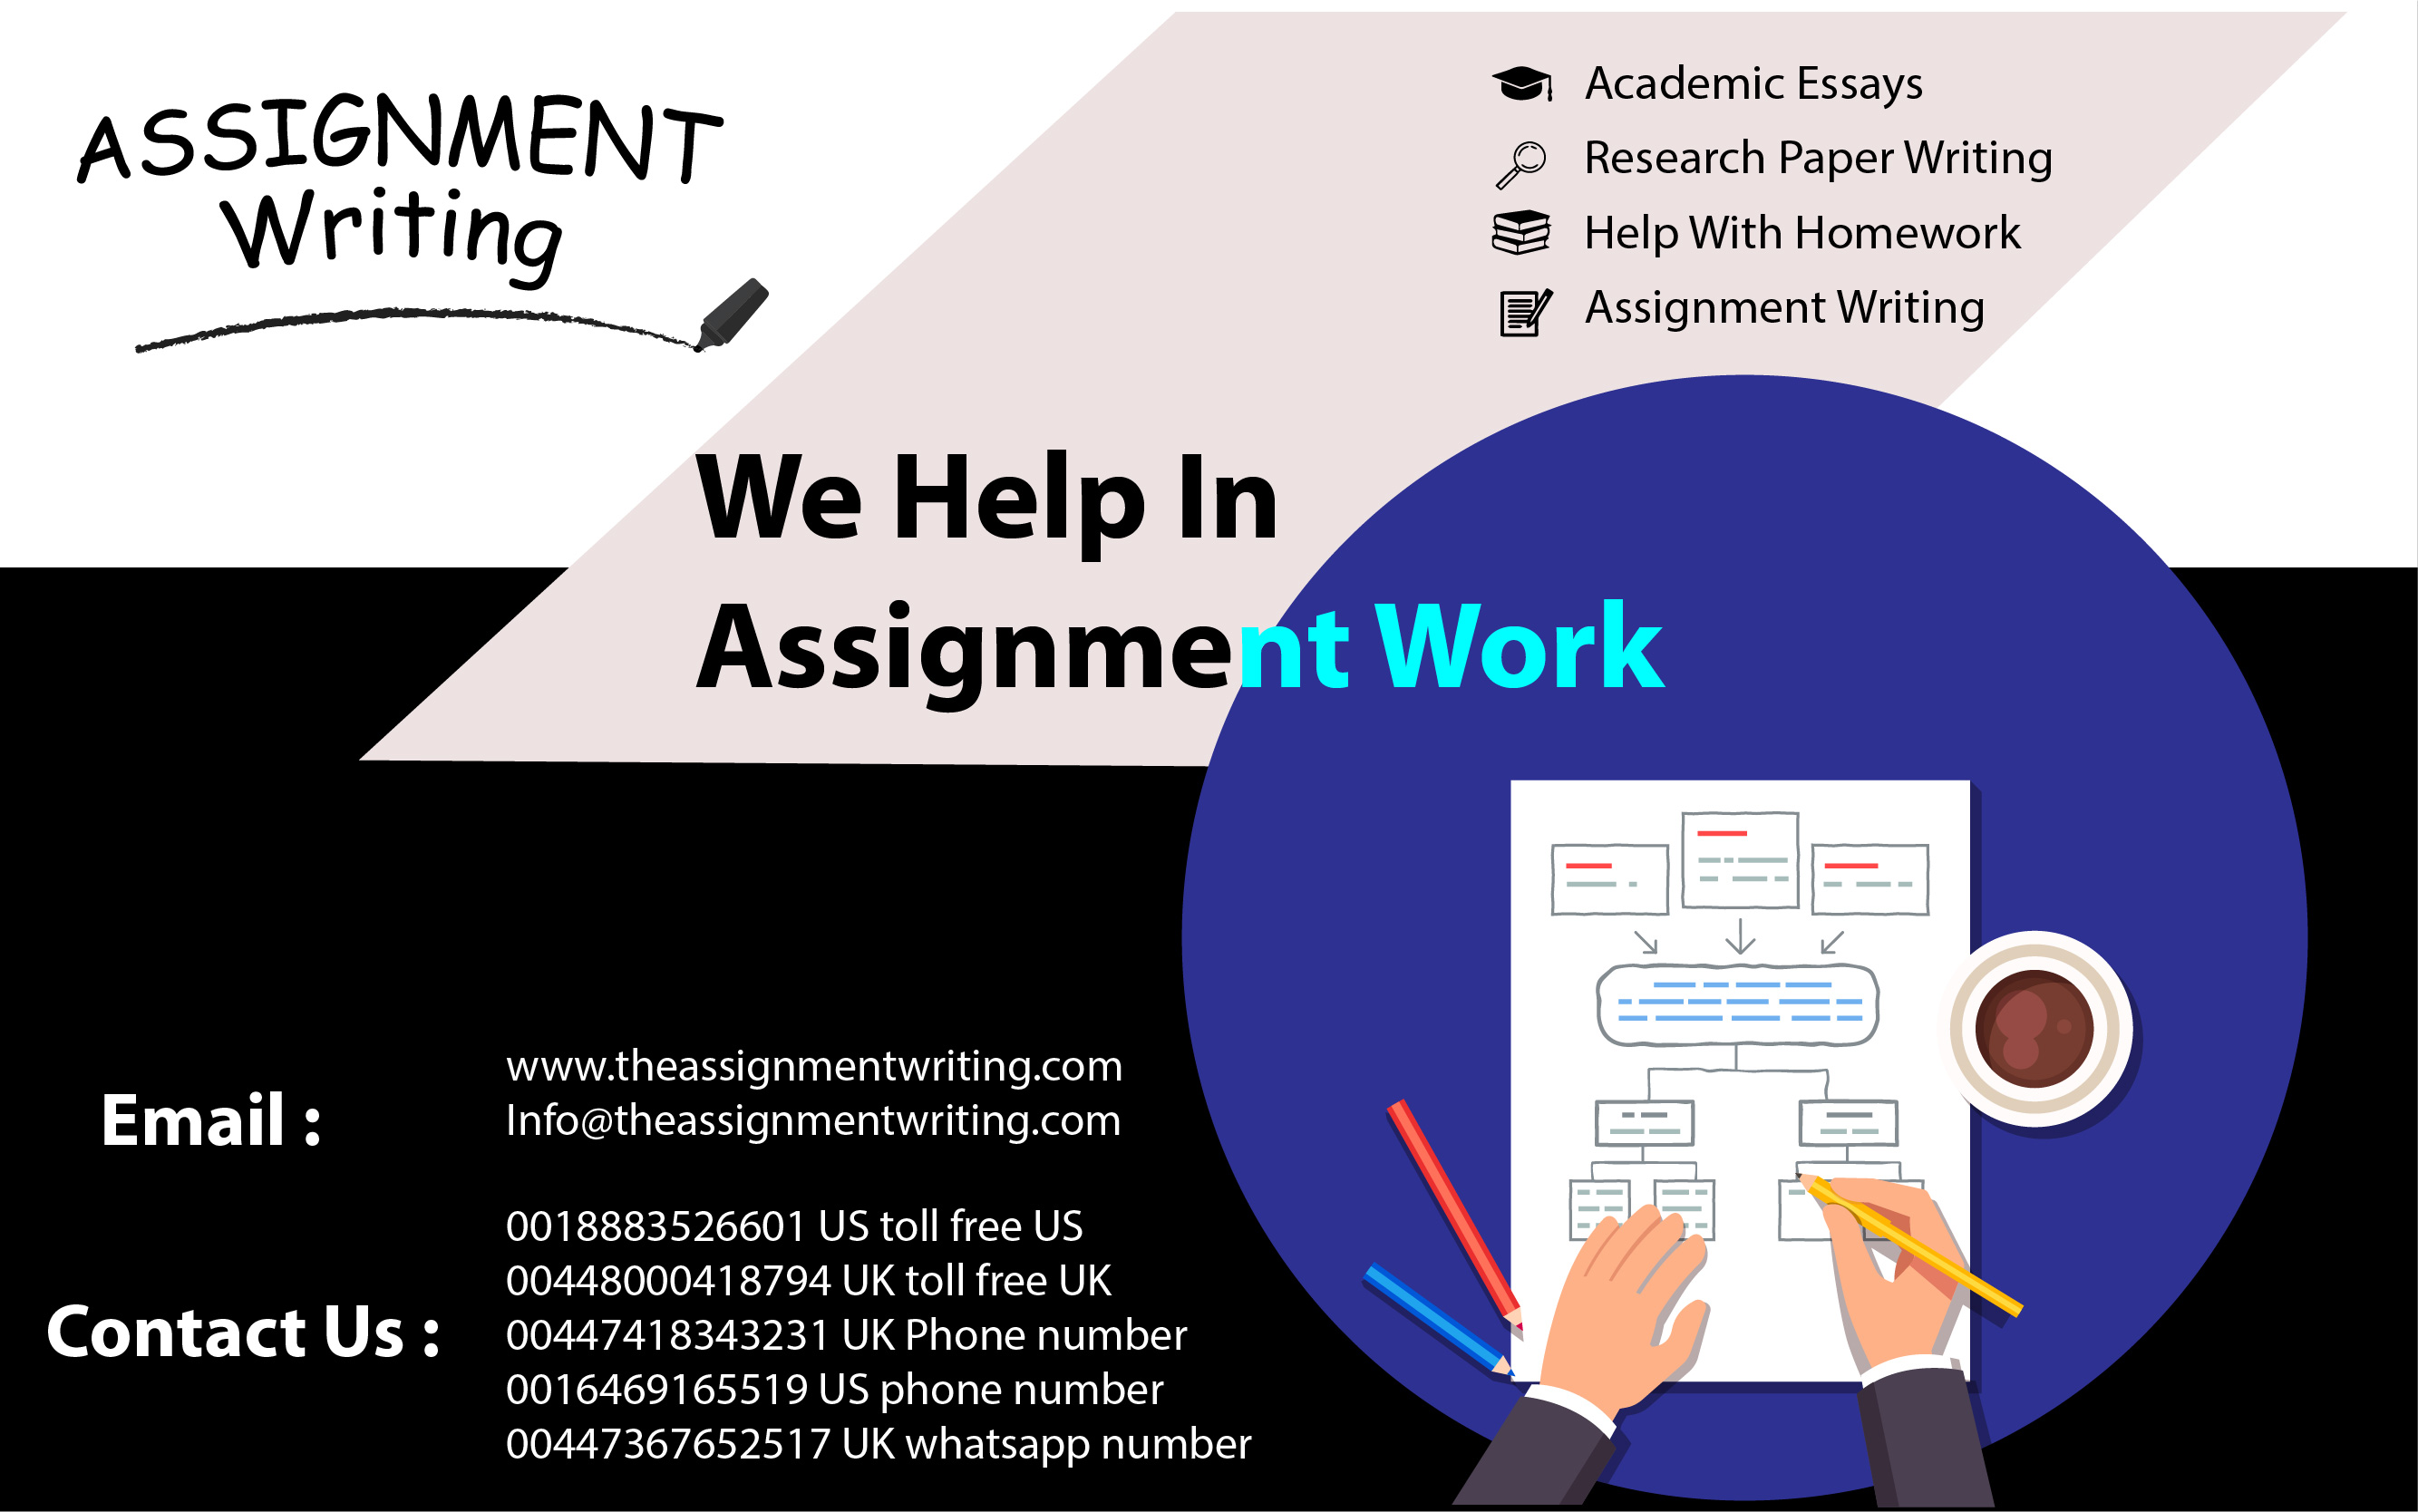 ASSIGNMENT
Writing
Academic Essays
Research Paper Writing
Help With Homework
Assignment Writing
We Help In
Assignment Work
Email :
www.theassignmentwriting.com
Info@theassignmentwriting.com
Contact Us :
0018883526601 US toll free US
00448000418794 UK toll free UK
00447418343231 UK Phone number
0016469165519 US phone number
00447367652517 UK whatsapp number